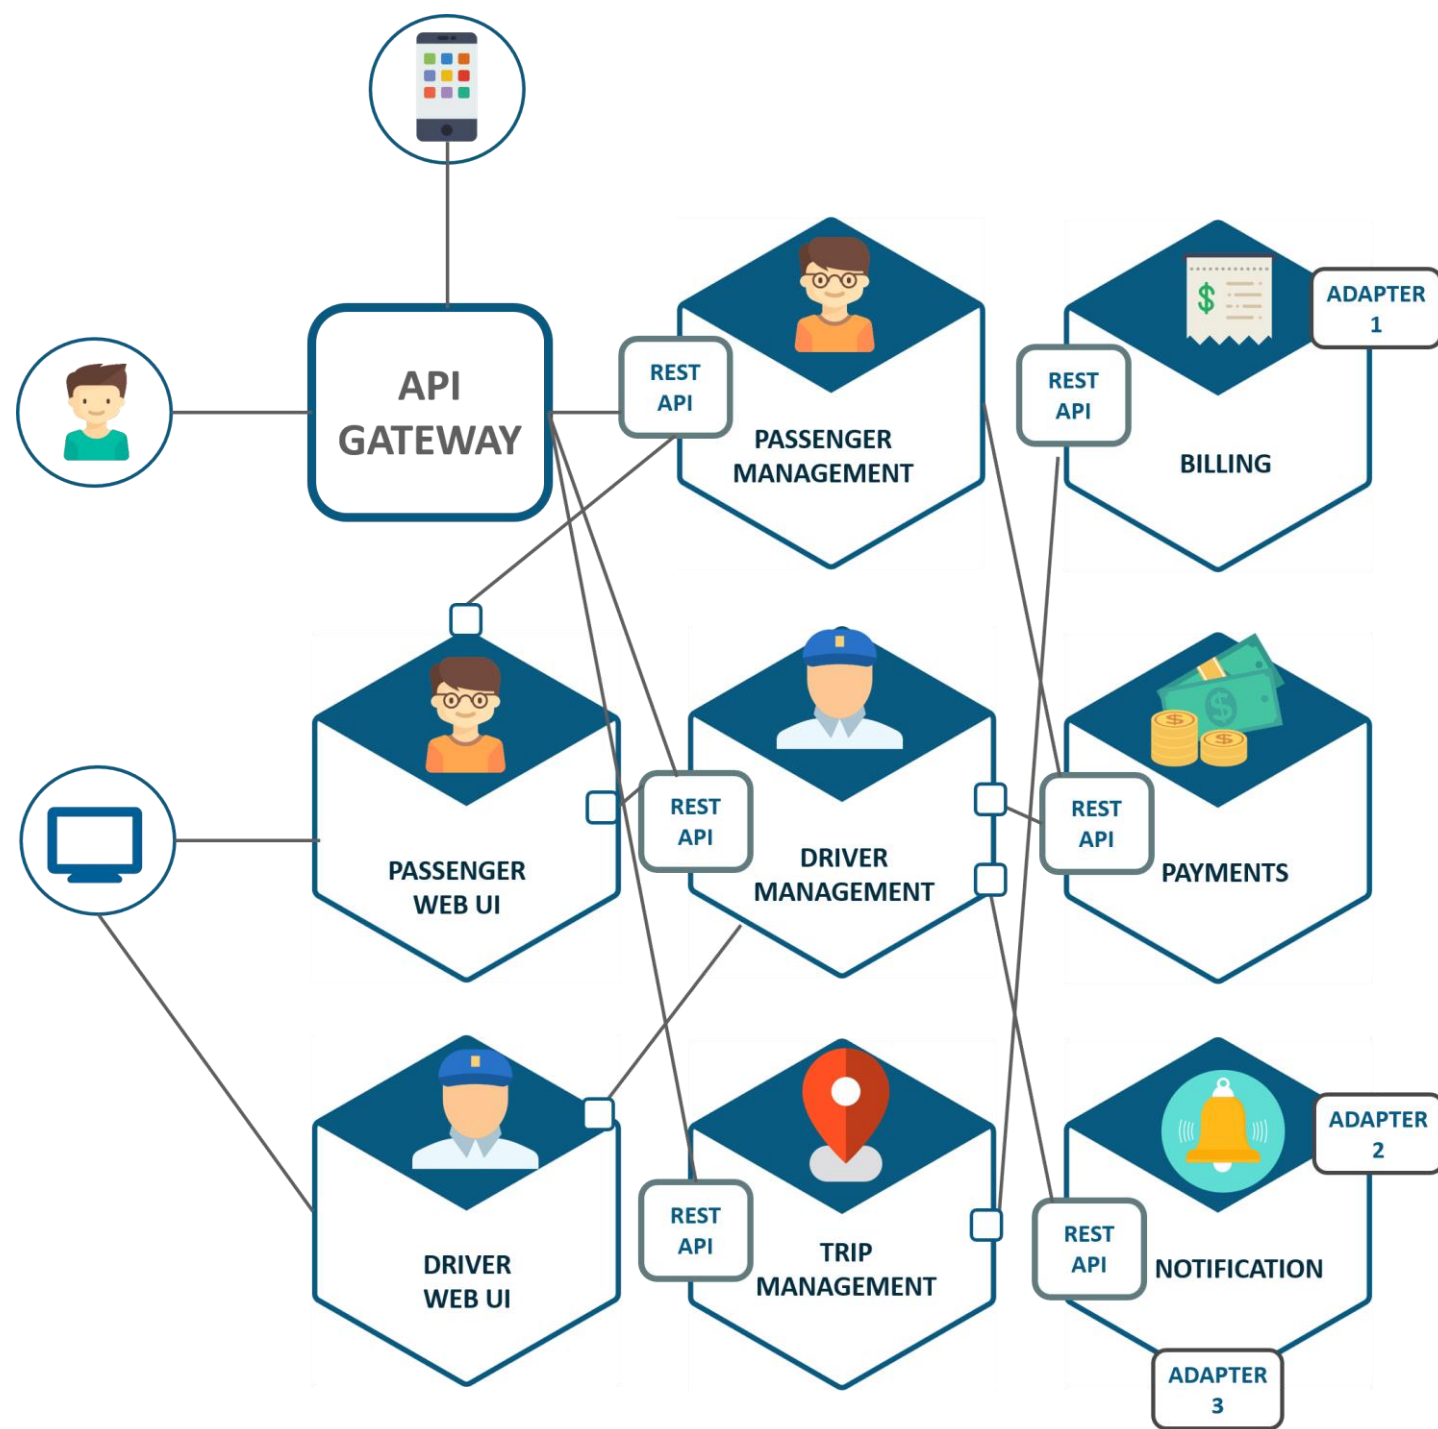 API
GATEWAY
REST
API
PASSENGER
MANAGEMENT
REST
API
BILLING
ADAPTER
1
PASSENGER
WEB UI
REST
API
DRIVER
MANAGEMENT
REST
API
PAYMENTS
DRIVER
WEB UI
REST
API
TRIP
MANAGEMENT
REST
API
NOTIFICATION
ADAPTER
2
ADAPTER
3